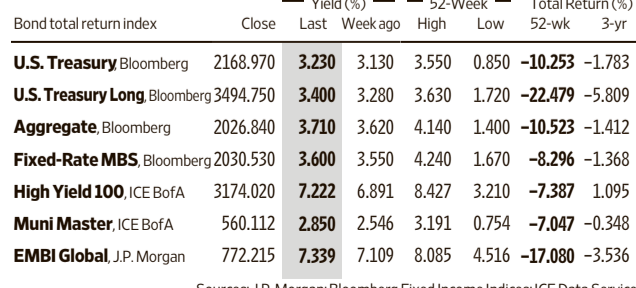 Yield (%) 52-Week Total Return (%)
Bond total return index Close Last Week ago High Low 52-wk 3-yr
U.S. Treasury, Bloomberg 2168.970 3.230 3.130 3.550 0.850 –10.253 –1.783
U.S. Treasury Long, Bloomberg 3494.750 3.400 3.280 3.630 1.720 –22.479 –5.809
Aggregate, Bloomberg 2026.840 3.710 3.620 4.140 1.400 –10.523 –1.412
Fixed-Rate MBS, Bloomberg 2030.530 3.600 3.550 4.240 1.670 –8.296 –1.368
High Yield 100, ICE BofA 3174.020 7.222 6.891 8.427 3.210 –7.387 1.095
Muni Master, ICE BofA 560.112 2.850 2.546 3.191 0.754 –7.047 –0.348
EMBI Global, J.P. Morgan 772.215 7.339 7.109 8.085 4.516 –17.080 –3.536
Sources: J.P. Morgan; Bloomberg Fixed Income Indices; ICE Data Service